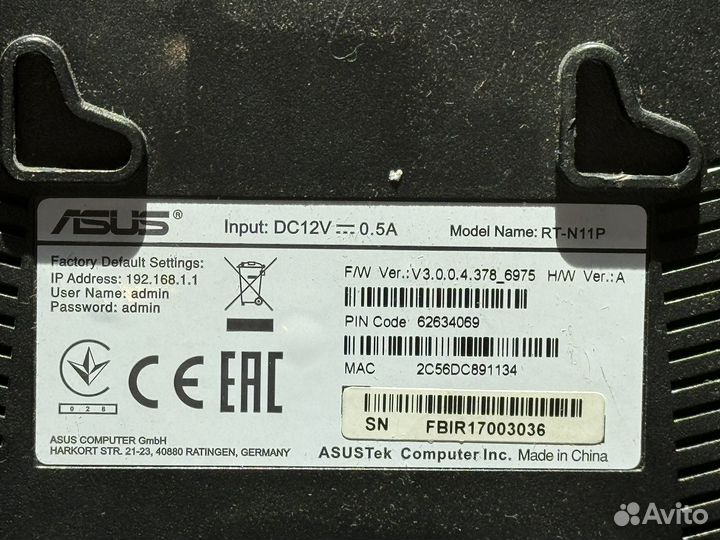 ASUS® Input: DC12V 0.5A Model Name: RT-N11P
Factory Default Settings:
IP Address: 192.168.1.1
User Name: admin
Password: admin
F/W Ver.:V3.0.0.4.378_6975 H/W Ver.:A
PIN Code 62634069
MAC 2C56DC891134
SN FBIR17003036
028
CE EAC
ASUS COMPUTER GmbH
HARKORT STR. 21-23, 40880 RATINGEN, GERMANY
ASUSTek Computer Inc. Made in China
Avito